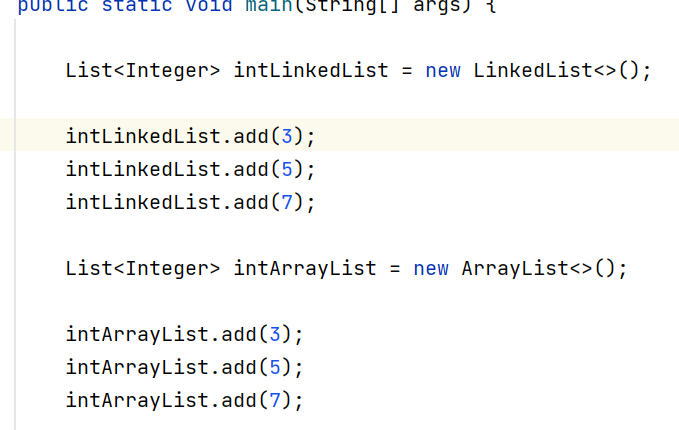 public static void main(String[] args) {
List<Integer> intLinkedList = new LinkedList<>();
intLinkedList.add(3);
intLinkedList.add(5);
intLinkedList.add(7);
List<Integer> intArrayList = new ArrayList<>();
intArrayList.add(3);
intArrayList.add(5);
intArrayList.add(7);